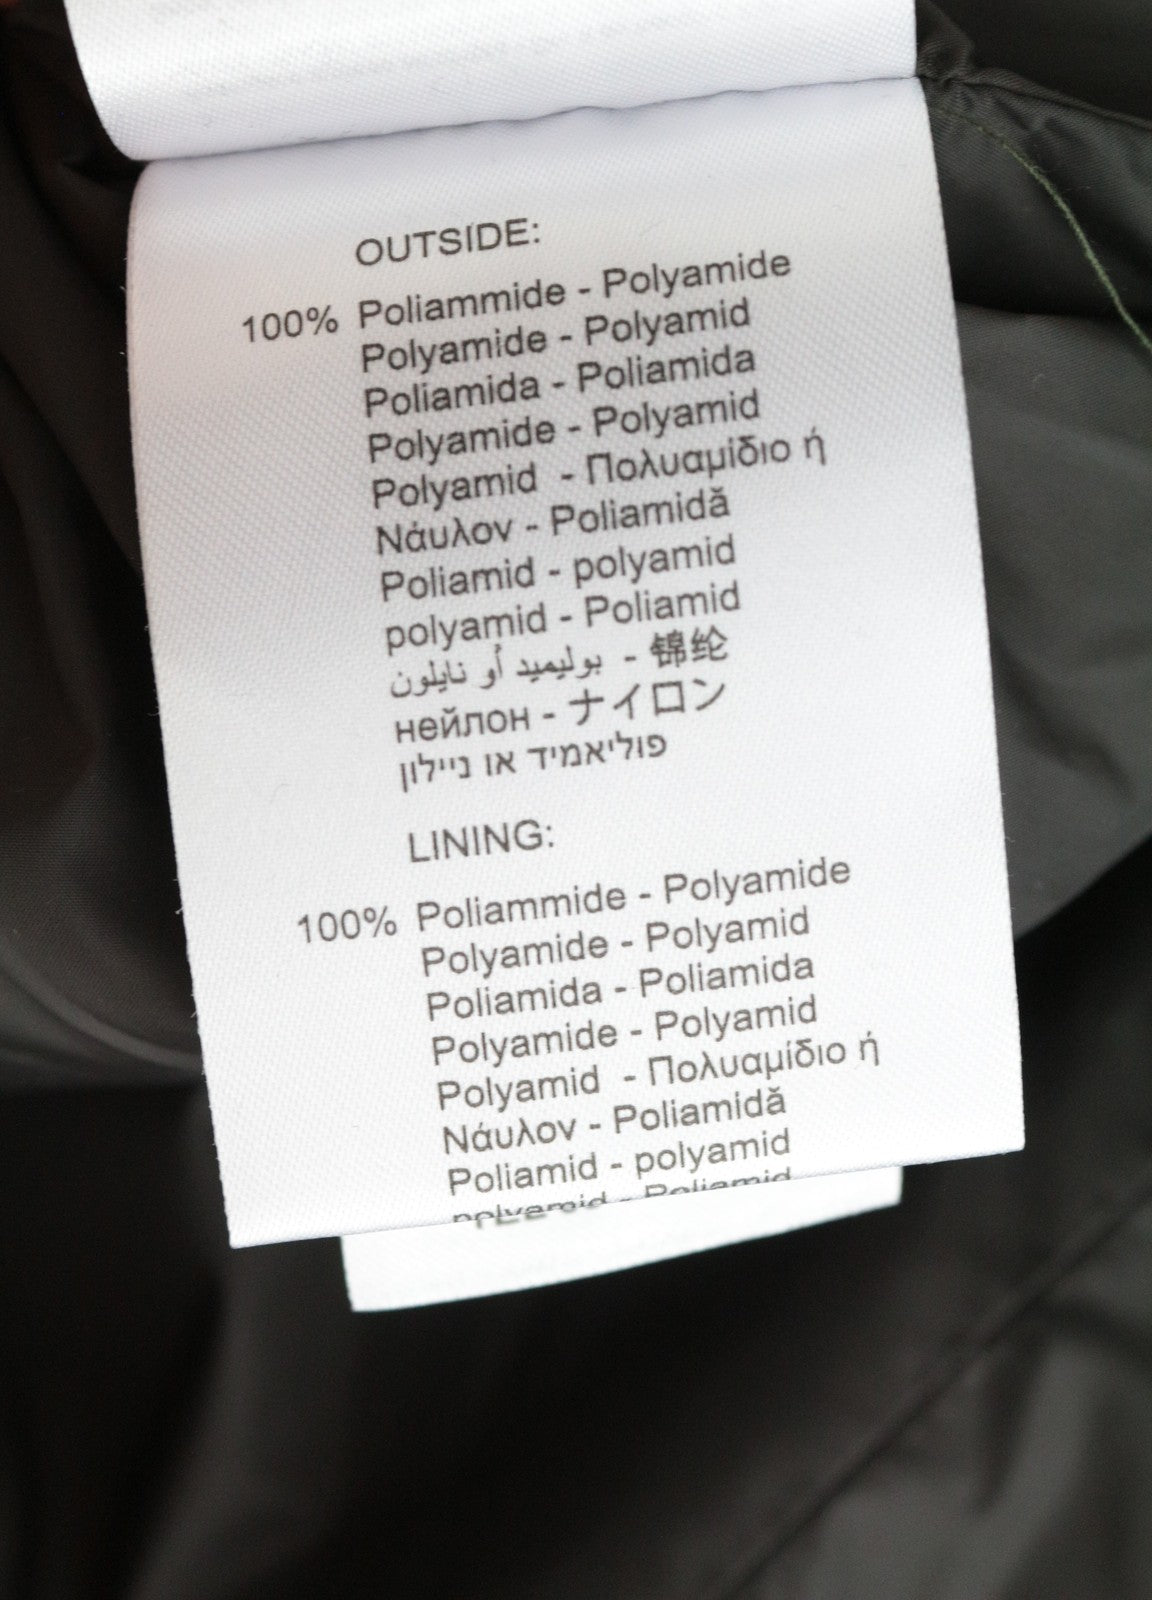 OUTSIDE:
100% Poliammide - Polyamide
Polyamide - Polyamid
Poliamida - Poliamida
Polyamide - Polyamid
Polyamid - Πολυαμίδιο ή
Νάυλον - Poliamidă
Poliamid - polyamid
polyamid - Poliamid
بوليميد أو نايلون - 锦纶
нейлон - ナイロン
פוליאמיד או ניילון
LINING:
100% Poliammide - Polyamide
Polyamide - Polyamid
Poliamida - Poliamida
Polyamide - Polyamid
Polyamid - Πολυαμίδιο ή
Νάυλον - Poliamidă
Poliamid - polyamid
polyamid - Poliamid